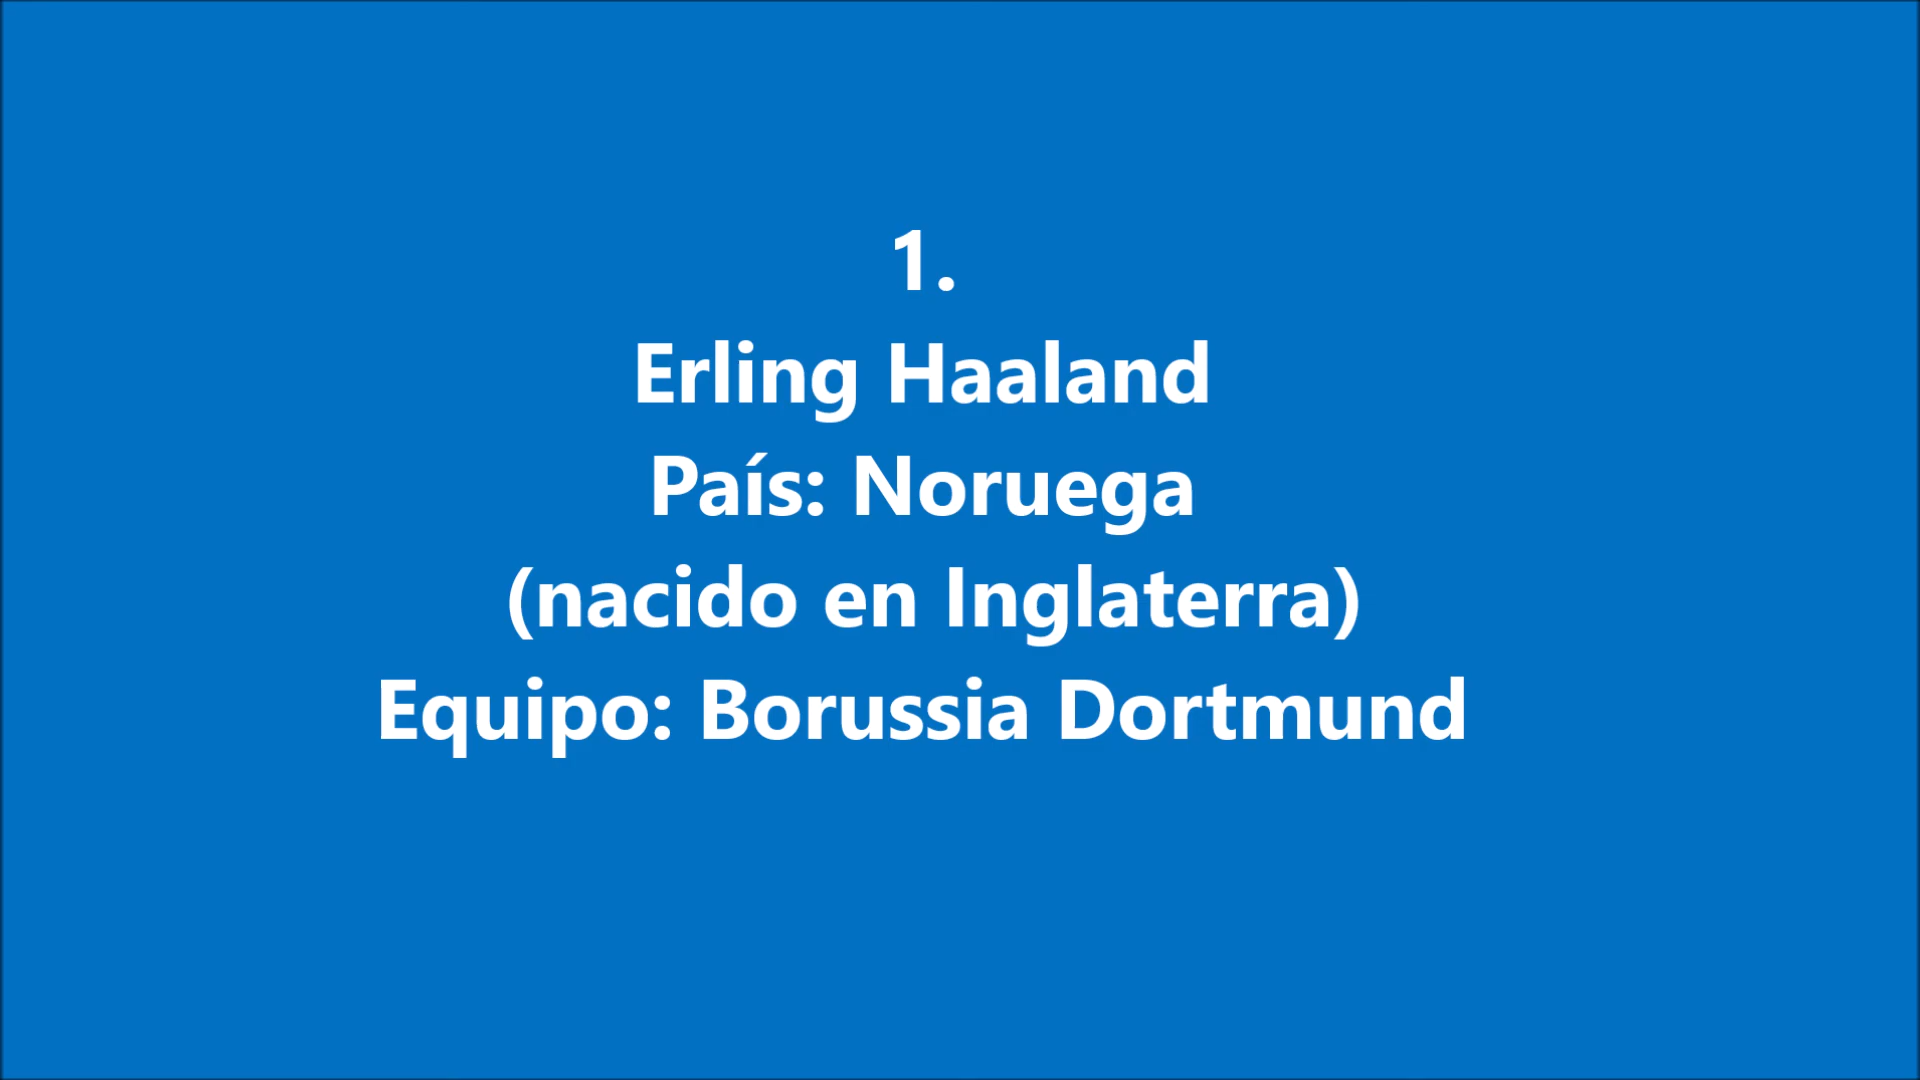 1.
Erling Haaland
País: Noruega
(nacido en Inglaterra)
Equipo: Borussia Dortmund